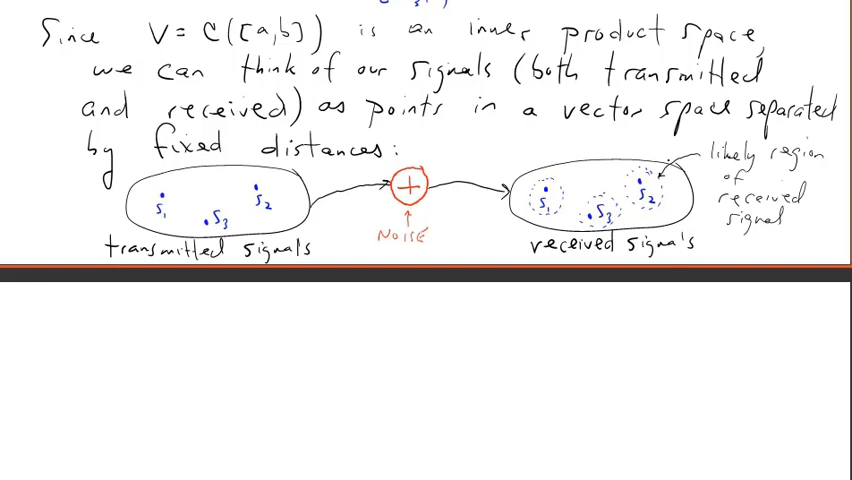 Since V = C([a,b]) is an inner product space,
we can think of our signals (both transmitted
and received) as points in a vector space separated
by fixed distances:
likely region
of
received
signal
s₁
s₂
s₃
+
s₁
s₂
s₃
NOISE
transmitted signals
received signals